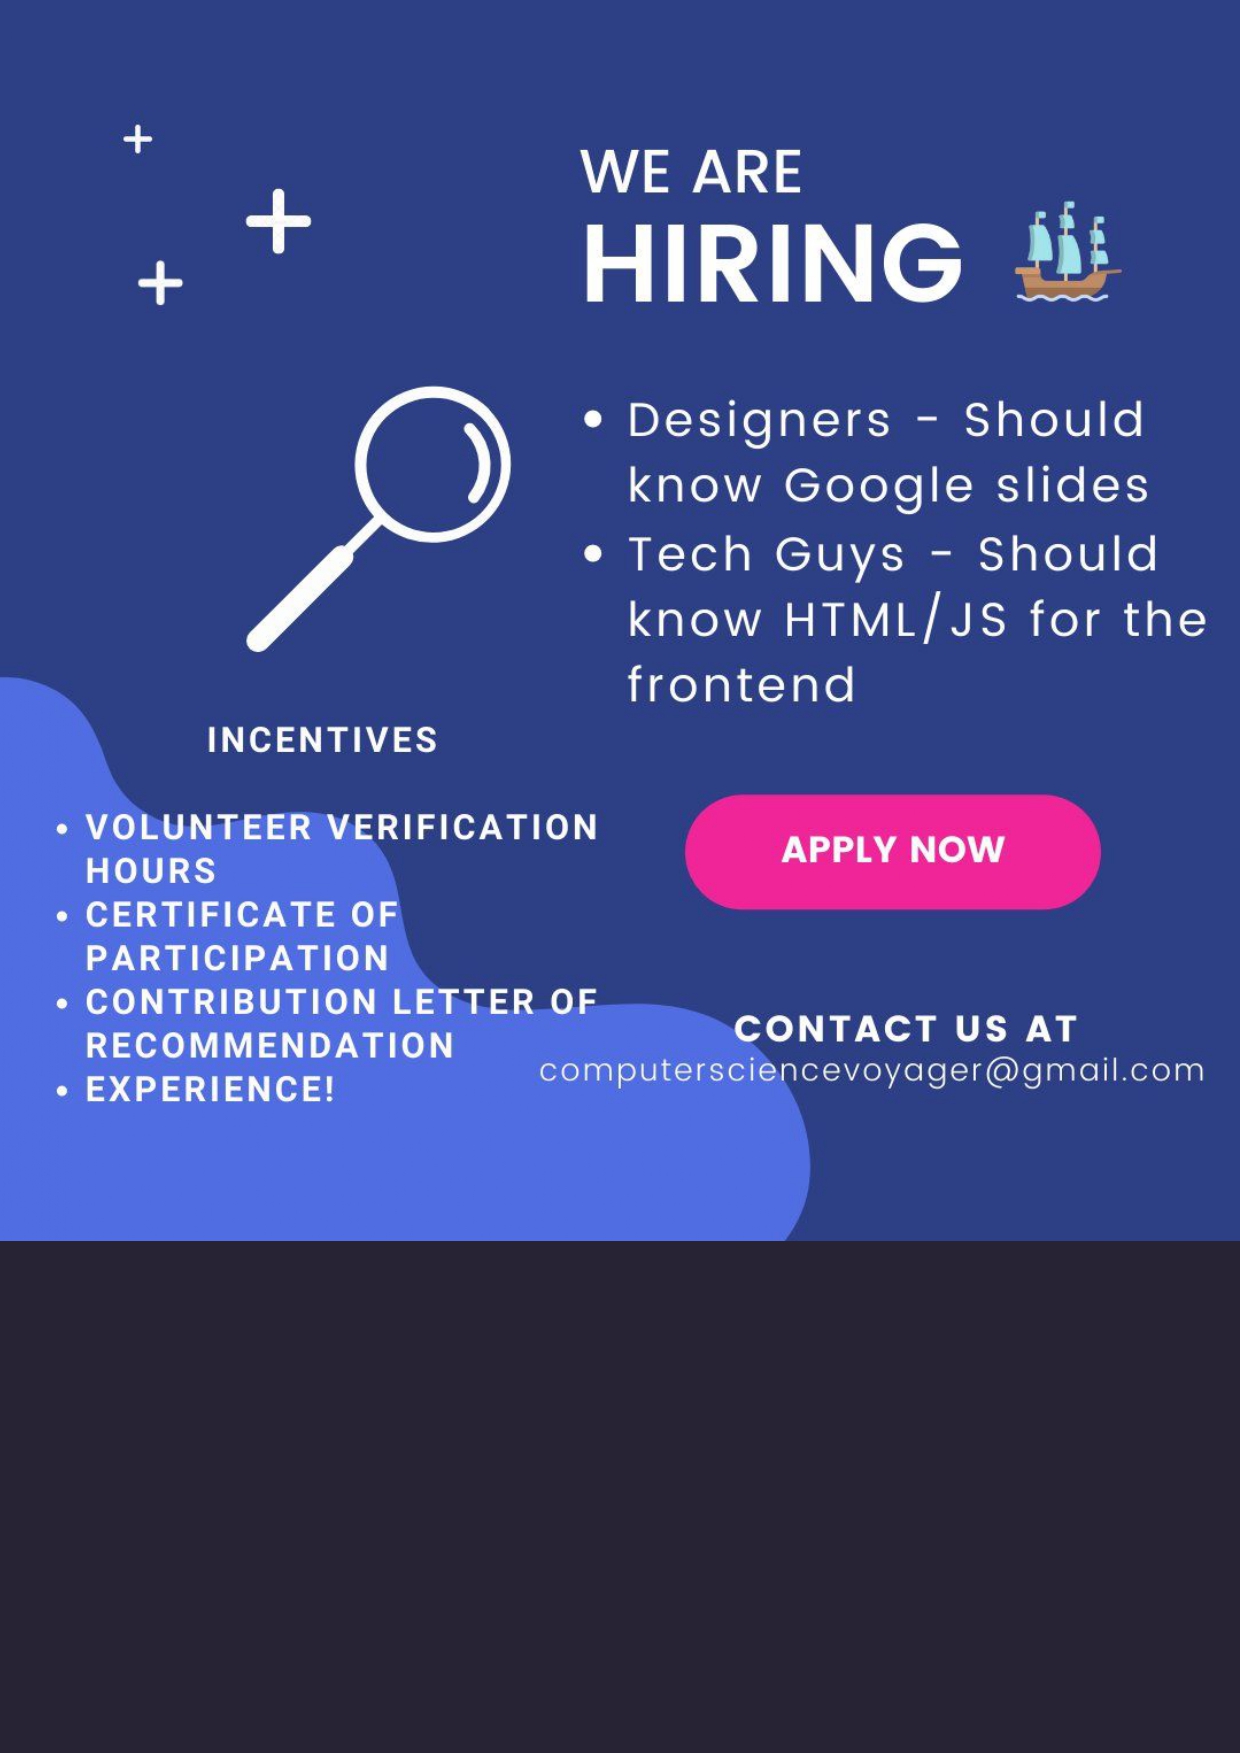 WE ARE
HIRING
• Designers - Should
know Google slides
• Tech Guys - Should
know HTML/JS for the
frontend
INCENTIVES
• VOLUNTEER VERIFICATION
HOURS
• CERTIFICATE OF
PARTICIPATION
• CONTRIBUTION LETTER OF
RECOMMENDATION
• EXPERIENCE!
APPLY NOW
CONTACT US AT
computersciencevoyager@gmail.com